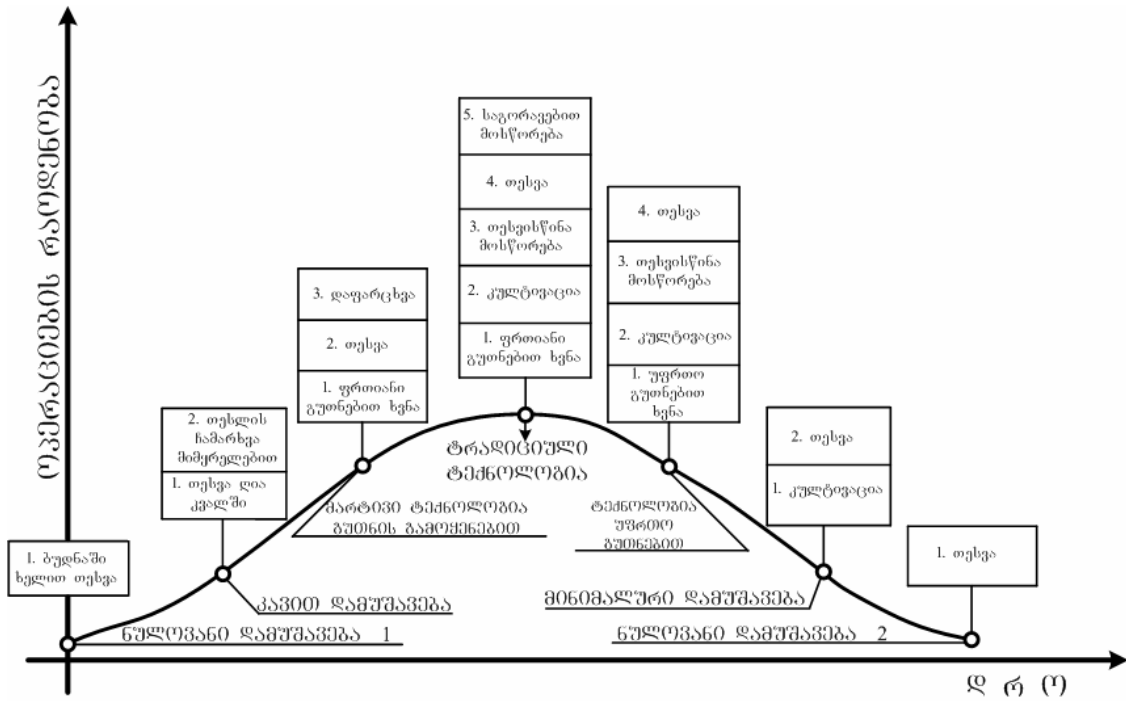 ოპერაციების რაოდენობა
1. ბუდნაში
ხელით თესვა
ნულოვანი დამუშავება 1
2. თესლის
ჩამარხვა
მიმყრელებით
1. თესვა ღია
კვალში
კავით დამუშავება
3. დაფარცხვა
2. თესვა
1. ფრთიანი
გუთნებით ხვნა
მარტივი ტექნოლოგია
გუთნის გამოყენებით
5. საგორავებით
მოსწორება
4. თესვა
3. თესვისწინა
მოსწორება
2. კულტივაცია
1. ფრთიანი
გუთნებით ხვნა
ტრადიციული
ტექნოლოგია
4. თესვა
3. თესვისწინა
მოსწორება
2. კულტივაცია
1. უფრთო
გუთნებით
ხვნა
ტექნოლოგია
უფრთო
გუთნებით
2. თესვა
1. კულტივაცია
მინიმალური დამუშავება
1. თესვა
ნულოვანი დამუშავება 2
დრო